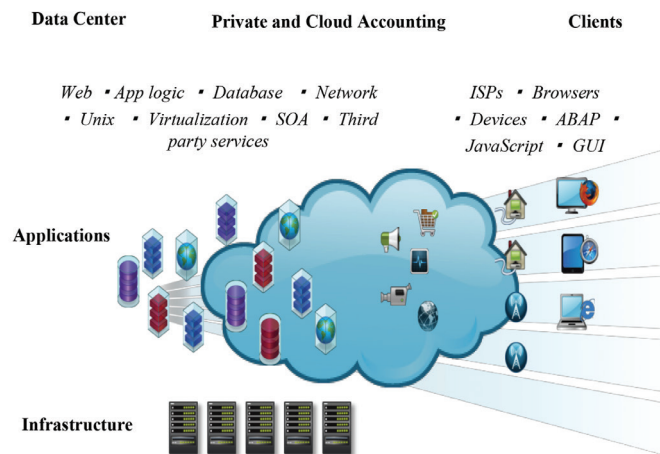 Data Center
Private and Cloud Accounting
Clients
Web ▪ App logic ▪ Database ▪ Network
▪ Unix ▪ Virtualization ▪ SOA ▪ Third
party services
ISPs ▪ Browsers
▪ Devices ▪ ABAP ▪
JavaScript ▪ GUI
Applications
Infrastructure